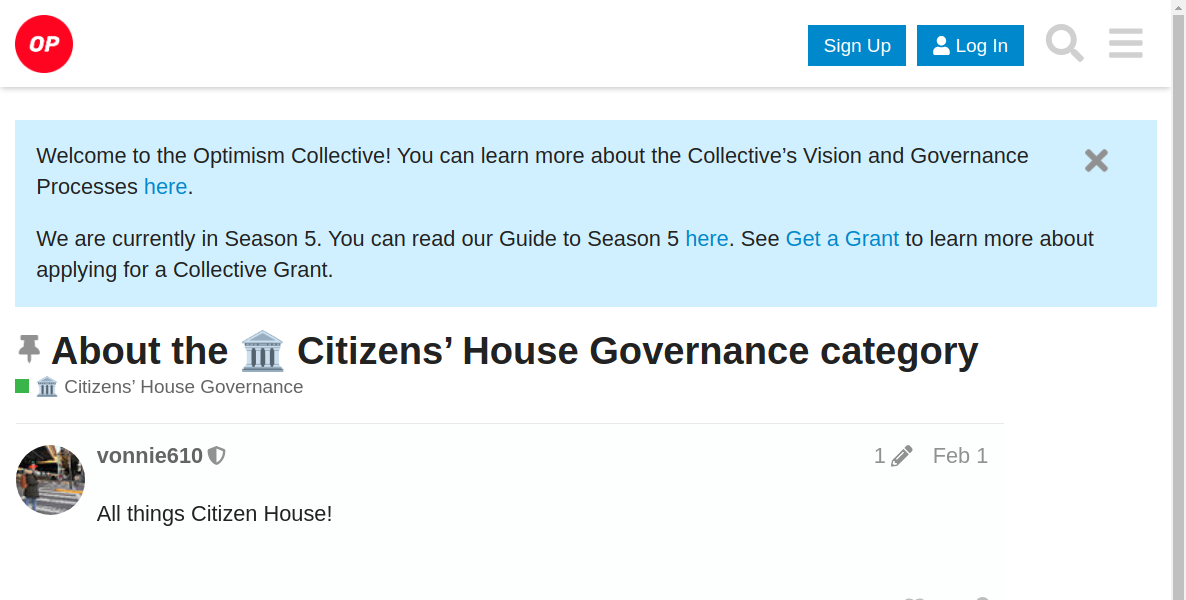 OP
Sign Up
Log In
Welcome to the Optimism Collective! You can learn more about the Collective’s Vision and Governance
Processes here.
We are currently in Season 5. You can read our Guide to Season 5 here. See Get a Grant to learn more about
applying for a Collective Grant.
About the 🏛️ Citizens’ House Governance category
🏛️ Citizens’ House Governance
vonnie610
1
Feb 1
All things Citizen House!